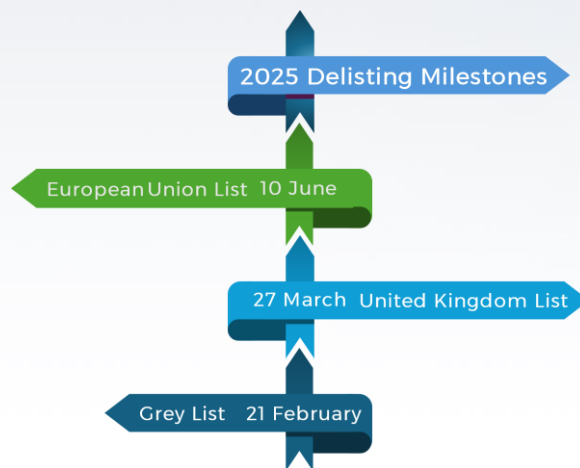 2025 Delisting Milestones
European Union List 10 June
27 March United Kingdom List
Grey List 21 February